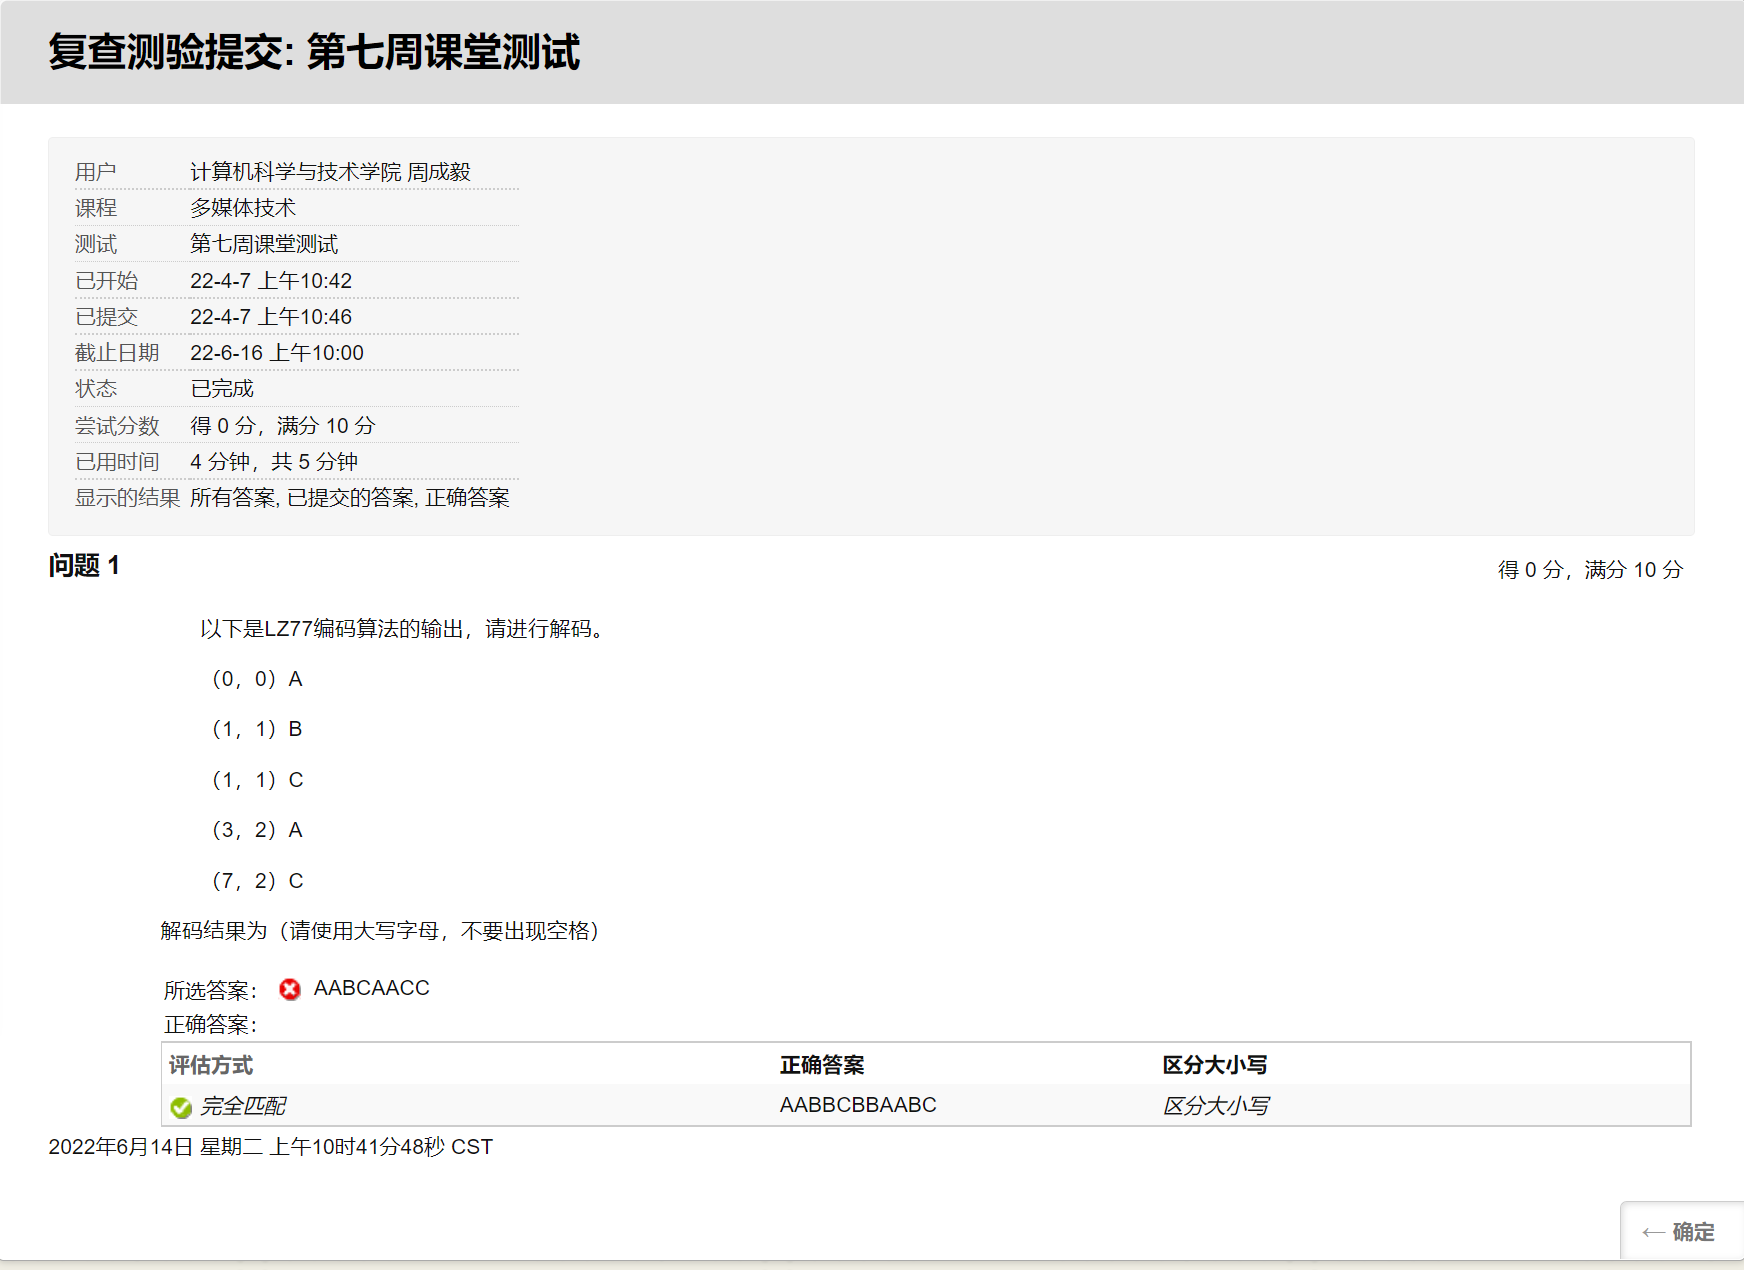 复查测验提交: 第七周课堂测试
用户 计算机科学与技术学院 周成毅
课程 多媒体技术
测试 第七周课堂测试
已开始 22-4-7 上午10:42
已提交 22-4-7 上午10:46
截止日期 22-6-16 上午10:00
状态 已完成
尝试分数 得 0 分，满分 10 分
已用时间 4 分钟，共 5 分钟
显示的结果 所有答案, 已提交的答案, 正确答案
问题 1 得 0 分，满分 10 分
以下是LZ77编码算法的输出，请进行解码。
（0，0）A
（1，1）B
（1，1）C
（3，2）A
（7，2）C
解码结果为（请使用大写字母，不要出现空格）
所选答案： AABCAACC
正确答案：
评估方式 正确答案 区分大小写
完全匹配 AABBCBBAABC 区分大小写
2022年6月14日 星期二 上午10时41分48秒 CST
← 确定